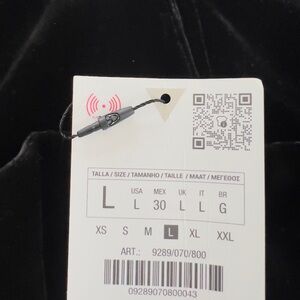 TALLA / SIZE / TAMANHO / TAILLE / MAAT / ΜΕΓΕΘΟΣ
L
USA MEX UK IT BR
L 30 L L G
XS S M L XL XXL
ART.: 9289/070/800
09289070800043